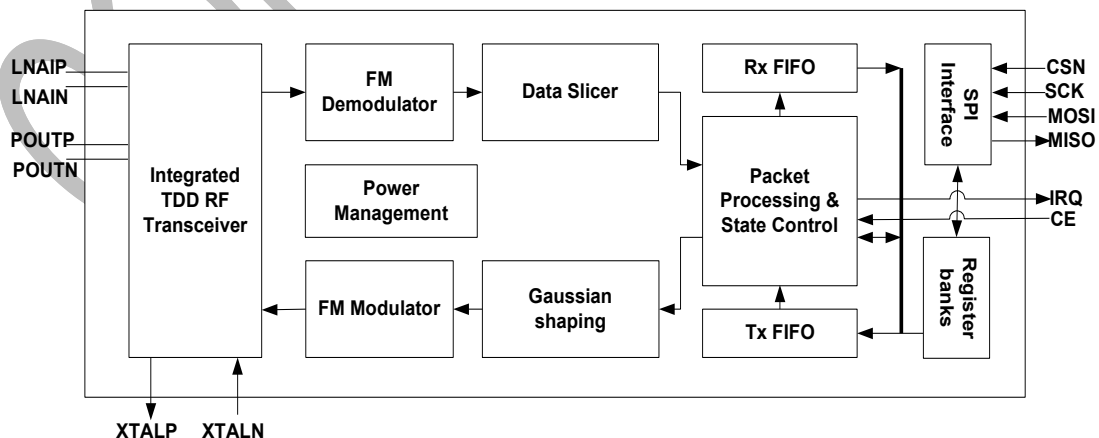 LNAIP
LNAIN
POUTP
POUTN
Integrated
TDD RF
Transceiver
FM
Demodulator
Data Slicer
Power
Management
FM Modulator
Gaussian
shaping
Rx FIFO
Packet
Processing &
State Control
Tx FIFO
SPI
Interface
Register
banks
CSN
SCK
MOSI
MISO
IRQ
CE
XTALP
XTALN